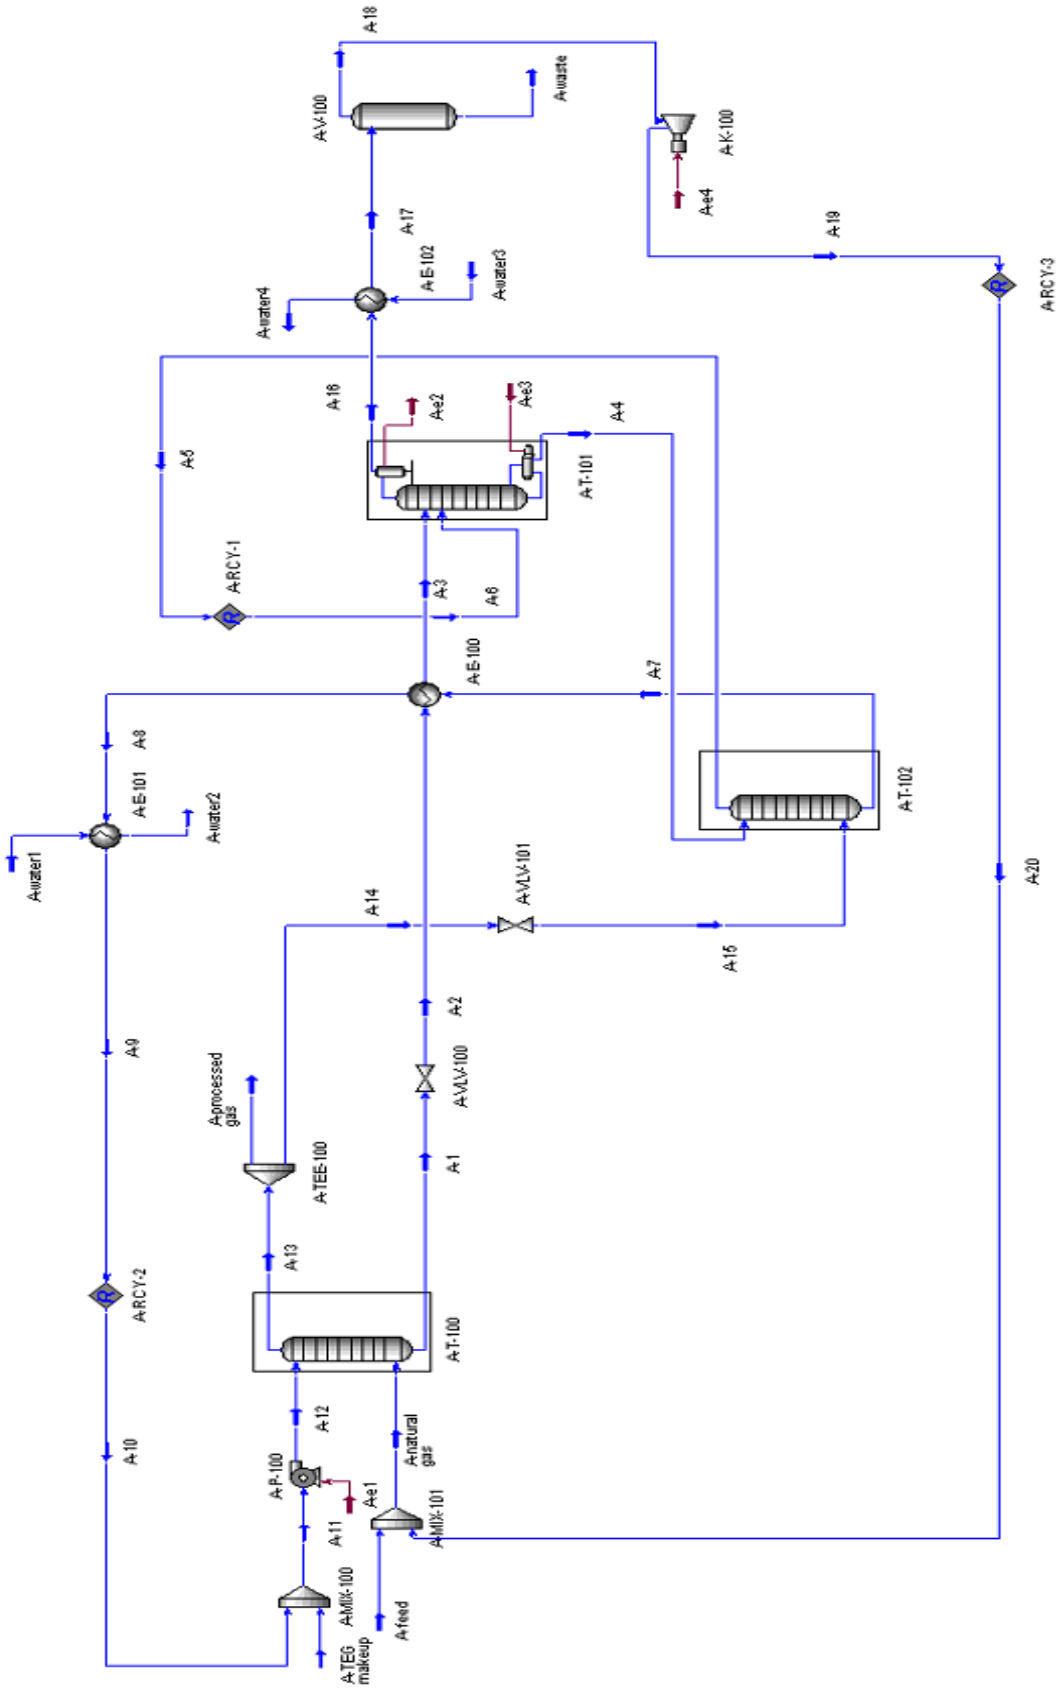 A-water1
A-E-101
A-water2
A-8
A-9
A-RCY-2
A-10
A-MIX-100
A-TEG
makeup
A-11
A-P-100
A-e1
A-12
A-feed
A-MIX-101
A-natural
gas
A-T-100
A-13
A-TEE-100
A-processed
gas
A-14
A-VLV-101
A-15
A-1
A-VLV-100
A-2
A-E-100
A-3
A-7
A-T-102
A-RCY-1
A-5
A-6
A-T-101
A-e2
A-e3
A-4
A-16
A-water4
A-E-102
A-water3
A-17
A-V-100
A-waste
A-18
A-K-100
A-e4
A-19
A-RCY-3
A-20
R
R
R